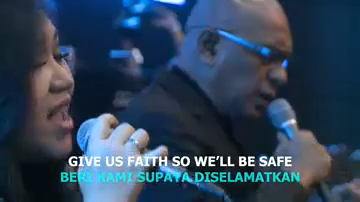 GIVE US FAITH SO WE'LL BE SAFE
BERI KAMI SUPAYA DISELAMATKAN